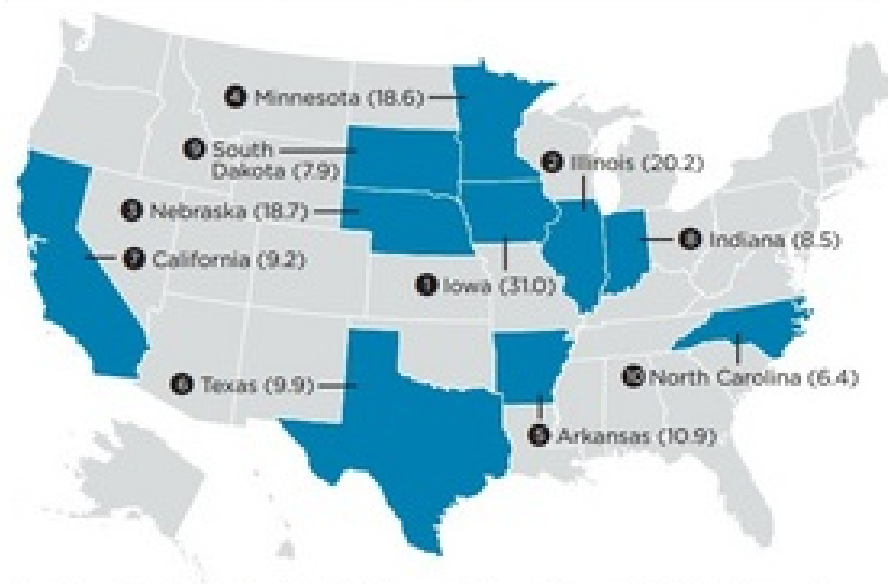 4 Minnesota (18.6)
9 South
Dakota (7.9)
2 Illinois (20.2)
3 Nebraska (18.7)
8 Indiana (8.5)
7 California (9.2)
1 Iowa (31.0)
6 Texas (9.9)
10 North Carolina (6.4)
5 Arkansas (10.9)